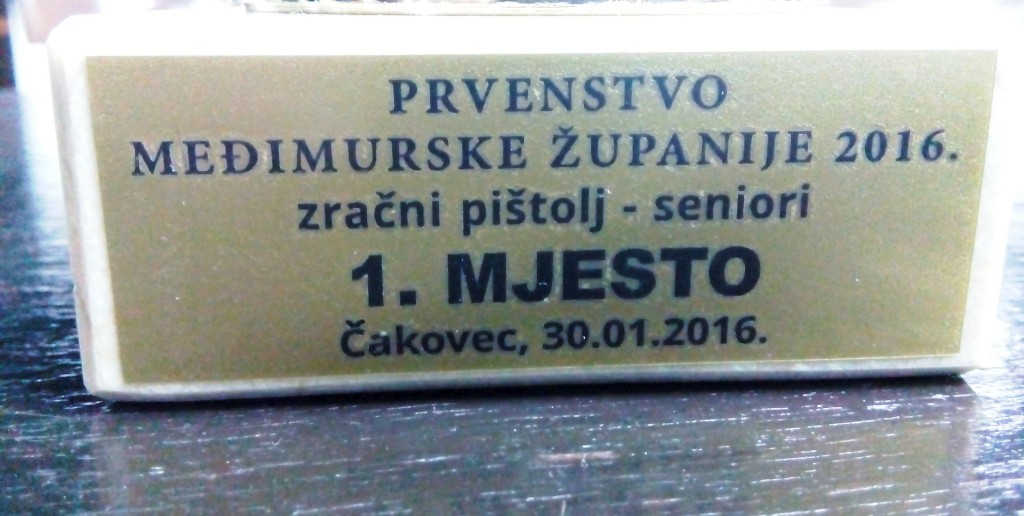 PRVENSTVO
MEĐIMURSKE ŽUPANIJE 2016.
zračni pištolj - seniori
1. MJESTO
Čakovec, 30.01.2016.